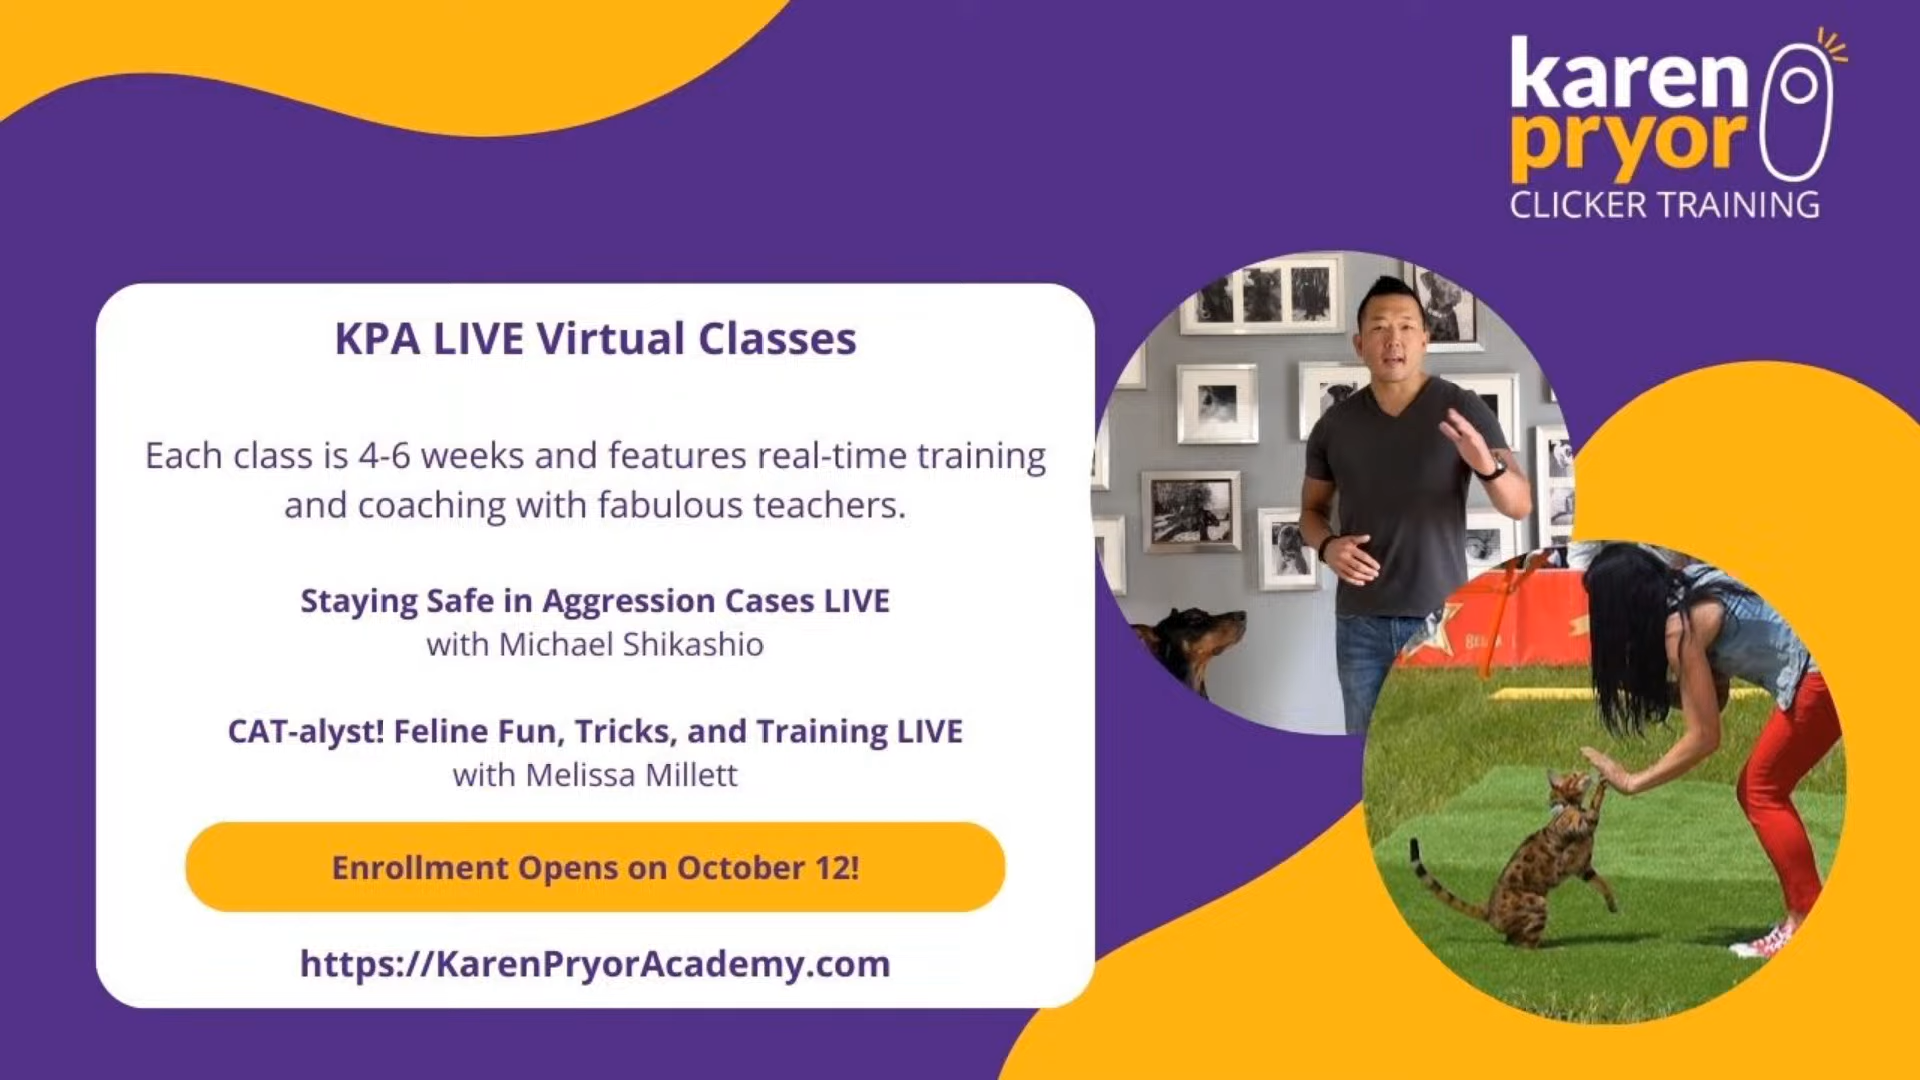 karen
pryor
CLICKER TRAINING
KPA LIVE Virtual Classes
Each class is 4-6 weeks and features real-time training
and coaching with fabulous teachers.
Staying Safe in Aggression Cases LIVE
with Michael Shikashio
CAT-alyst! Feline Fun, Tricks, and Training LIVE
with Melissa Millett
Enrollment Opens on October 12!
https://KarenPryorAcademy.com